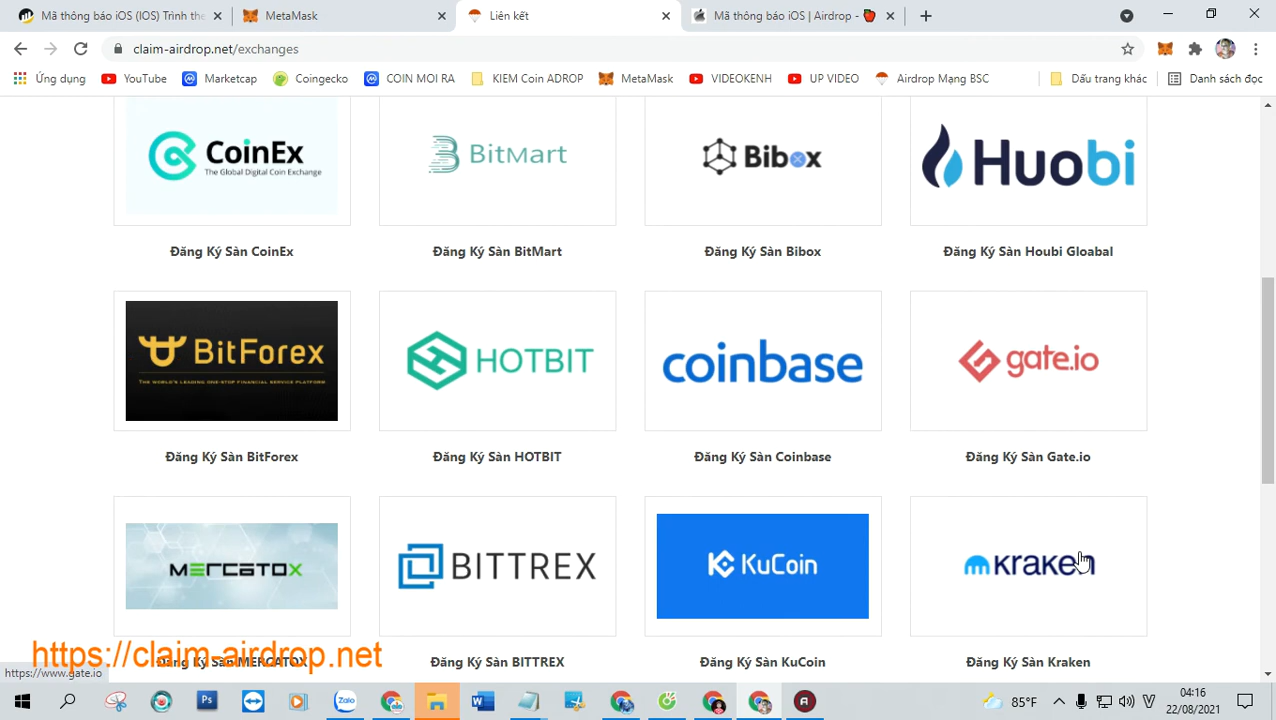 Mã thông báo iOS (IOS) Trình the
MetaMask
Liên kết
Mã thông báo iOS | Airdrop -
claim-airdrop.net/exchanges
Ứng dụng
YouTube
Marketcap
Coingecko
COIN MOI RA
KIEM Coin ADROP
MetaMask
VIDEOKENH
UP VIDEO
Airdrop Mạng BSC
Dấu trang khác
Danh sách đọc
CoinEx
The Global Digital Coin Exchange
BitMart
Bibox
Huobi
Đăng Ký Sàn CoinEx
Đăng Ký Sàn BitMart
Đăng Ký Sàn Bibox
Đăng Ký Sàn Houbi Gloabal
BitForex
THE WORLD'S LEADING ONE-STOP FINANCIAL SERVICE PLATFORM
HOTBIT
coinbase
gate.io
Đăng Ký Sàn BitForex
Đăng Ký Sàn HOTBIT
Đăng Ký Sàn Coinbase
Đăng Ký Sàn Gate.io
MERCATOX
BITTREX
KuCoin
kraken
Đăng Ký Sàn MERCATOX
Đăng Ký Sàn BITTREX
Đăng Ký Sàn KuCoin
Đăng Ký Sàn Kraken
https://claim-airdrop.net
https://www.gate.io
Ps
Zalo
85°F
04:16
22/08/2021